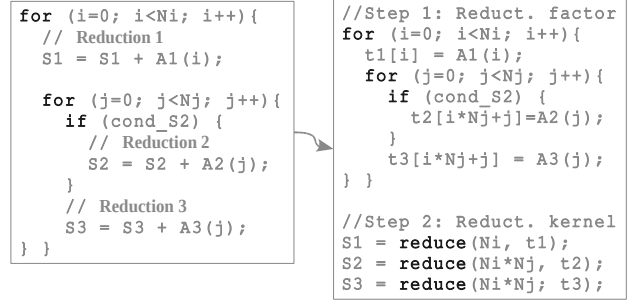 for (i=0; i<Ni; i++){
// Reduction 1
S1 = S1 + A1(i);
for (j=0; j<Nj; j++){
if (cond_S2) {
// Reduction 2
S2 = S2 + A2(j);
}
// Reduction 3
S3 = S3 + A3(j);
} }
//Step 1: Reduct. factor
for (i=0; i<Ni; i++){
t1[i] = A1(i);
for (j=0; j<Nj; j++){
if (cond_S2) {
t2[i*Nj+j]=A2(j);
}
t3[i*Nj+j] = A3(j);
} }
//Step 2: Reduct. kernel
S1 = reduce(Ni, t1);
S2 = reduce(Ni*Nj, t2);
S3 = reduce(Ni*Nj; t3);